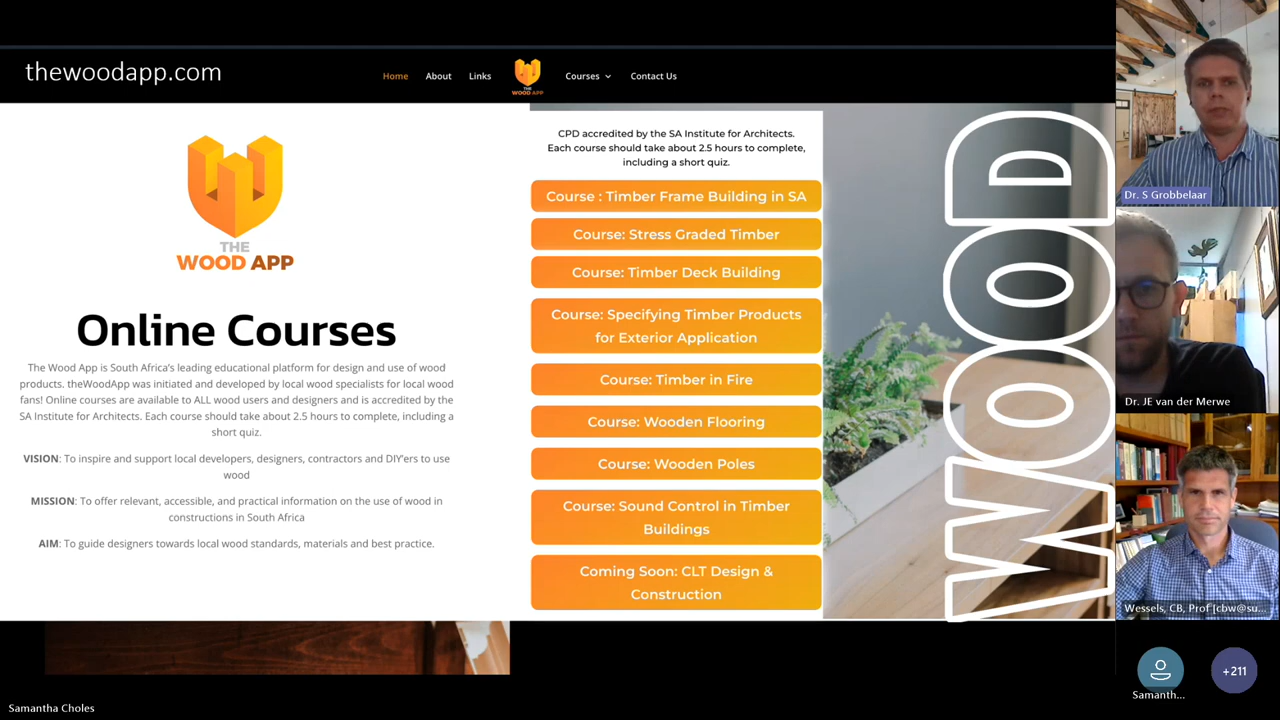 thewoodapp.com
Home
About
Links
THE
WOOD APP
Courses
Contact Us
THE
WOOD APP
Online Courses
The Wood App is South Africa's leading educational platform for design and use of wood
products. theWoodApp was initiated and developed by local wood specialists for local wood
fans! Online courses are available to ALL wood users and designers and is accredited by the
SA Institute for Architects. Each course should take about 2.5 hours to complete, including a
short quiz.
VISION: To inspire and support local developers, designers, contractors and DIY'ers to use
wood
MISSION: To offer relevant, accessible, and practical information on the use of wood in
constructions in South Africa
AIM: To guide designers towards local wood standards, materials and best practice.
CPD accredited by the SA Institute for Architects.
Each course should take about 2.5 hours to complete,
including a short quiz.
Course : Timber Frame Building in SA
Course: Stress Graded Timber
Course: Timber Deck Building
Course: Specifying Timber Products
for Exterior Application
Course: Timber in Fire
Course: Wooden Flooring
Course: Wooden Poles
Course: Sound Control in Timber
Buildings
Coming Soon: CLT Design &
Construction
WOOD
Dr. S Grobbelaar
Dr. JE van der Merwe
Wessels, CB, Prof [cbw@su...
Samanth...
+211
Samantha Choles